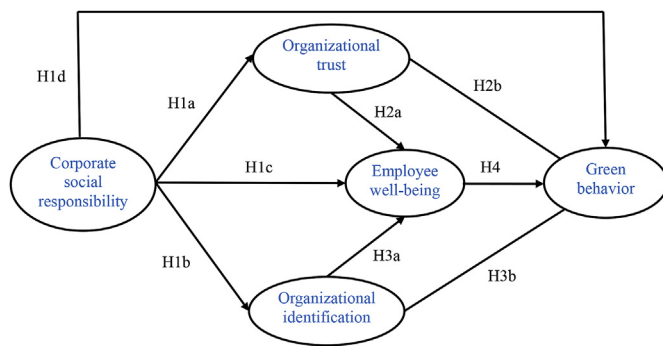 Organizational
trust
H1d
H1a
H2b
H2a
Corporate
social
responsibility
H1c
Employee
well-being
H4
Green
behavior
H1b
H3a
H3b
Organizational
identification